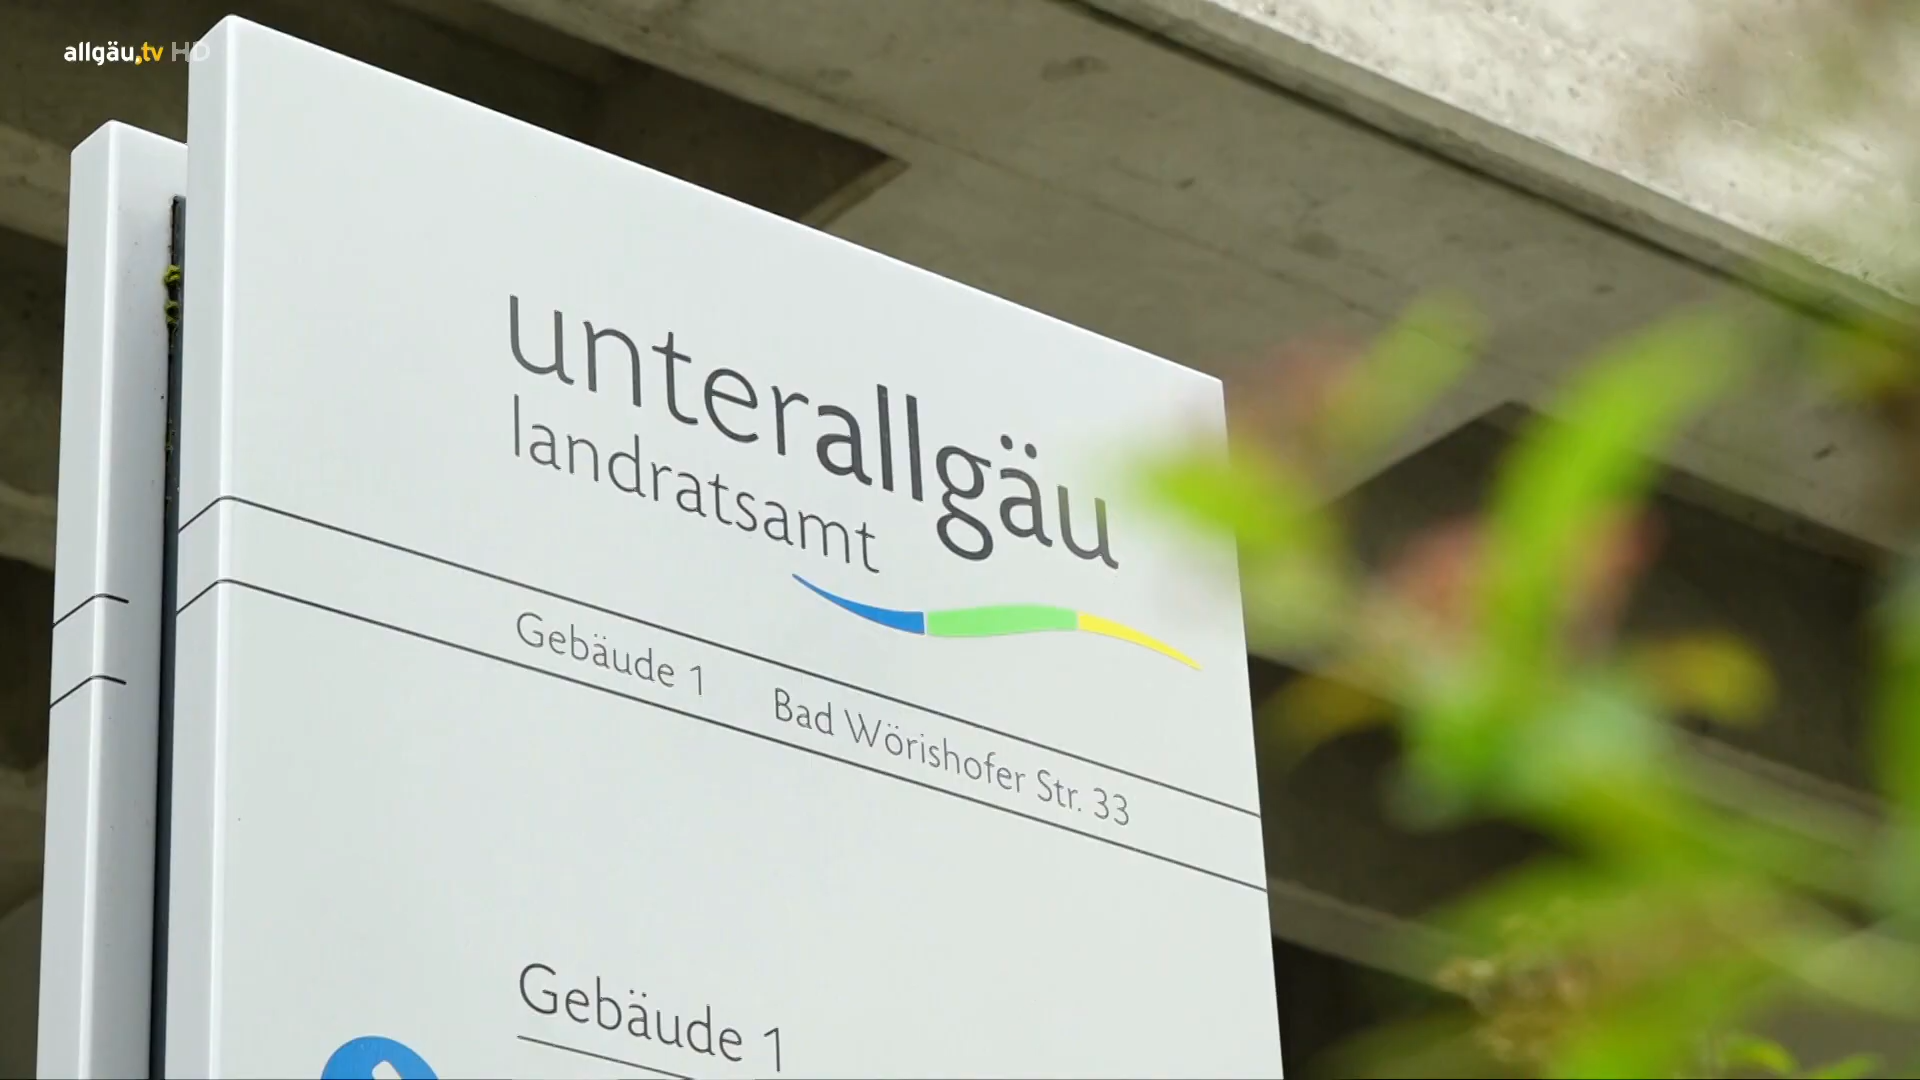 allgäu.tv HD
unterallgäu
landratsamt
Gebäude 1 Bad Wörishofer Str. 33
Gebäude 1